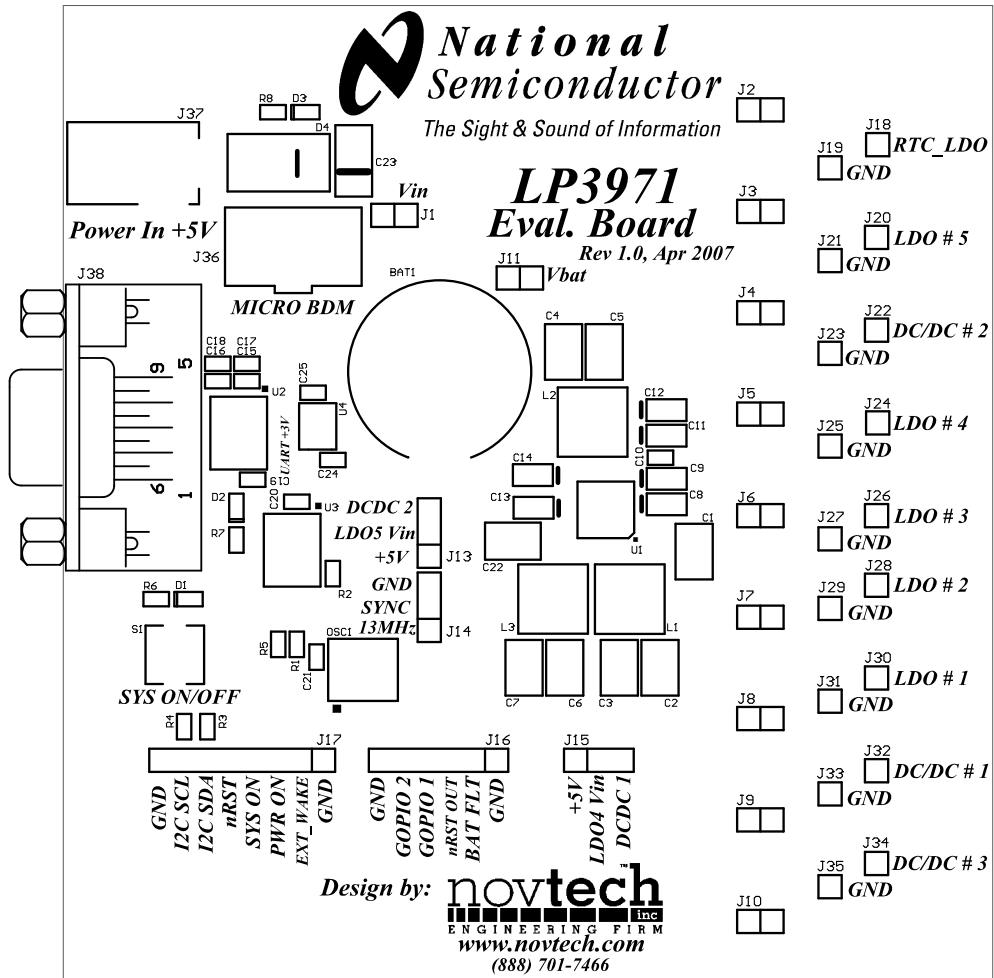 National
Semiconductor
The Sight & Sound of Information
LP3971
Eval. Board
Rev 1.0, Apr 2007
J37
Power In +5V
R8
D3
D4
C23
Vin
J1
J36
MICRO BDM
BAT1
J11
Vbat
J38
9
5
6
1
C18
C17
C16
C15
U2
C25
U4
UART +3V
C24
C19
C20
D2
U3
R7
R2
C4
C5
L2
C12
C11
C10
C9
C8
C14
C13
U1
C1
C22
DCDC 2
LDO5 Vin
+5V
J13
GND
SYNC
13MHz
J14
L3
L1
C7
C6
C3
C2
R6
D1
S1
SYS ON/OFF
R5
R1
C21
OSC1
R4
R3
J17
GND
I2C SCL
I2C SDA
nRST
SYS ON
PWR ON
EXT_WAKE
GND
J16
GND
GOPIO 2
GOPIO 1
nRST OUT
BAT FLT
GND
J15
+5V
LDO4 Vin
DCDC 1
J2
J3
J4
J5
J6
J7
J8
J9
J10
J18
RTC_LDO
J19
GND
J20
LDO # 5
J21
GND
J22
DC/DC # 2
J23
GND
J24
LDO # 4
J25
GND
J26
LDO # 3
J27
GND
J28
LDO # 2
J29
GND
J30
LDO # 1
J31
GND
J32
DC/DC # 1
J33
GND
J34
DC/DC # 3
J35
GND
Design by:
novtech™
inc
ENGINEERING FIRM
www.novtech.com
(888) 701-7466